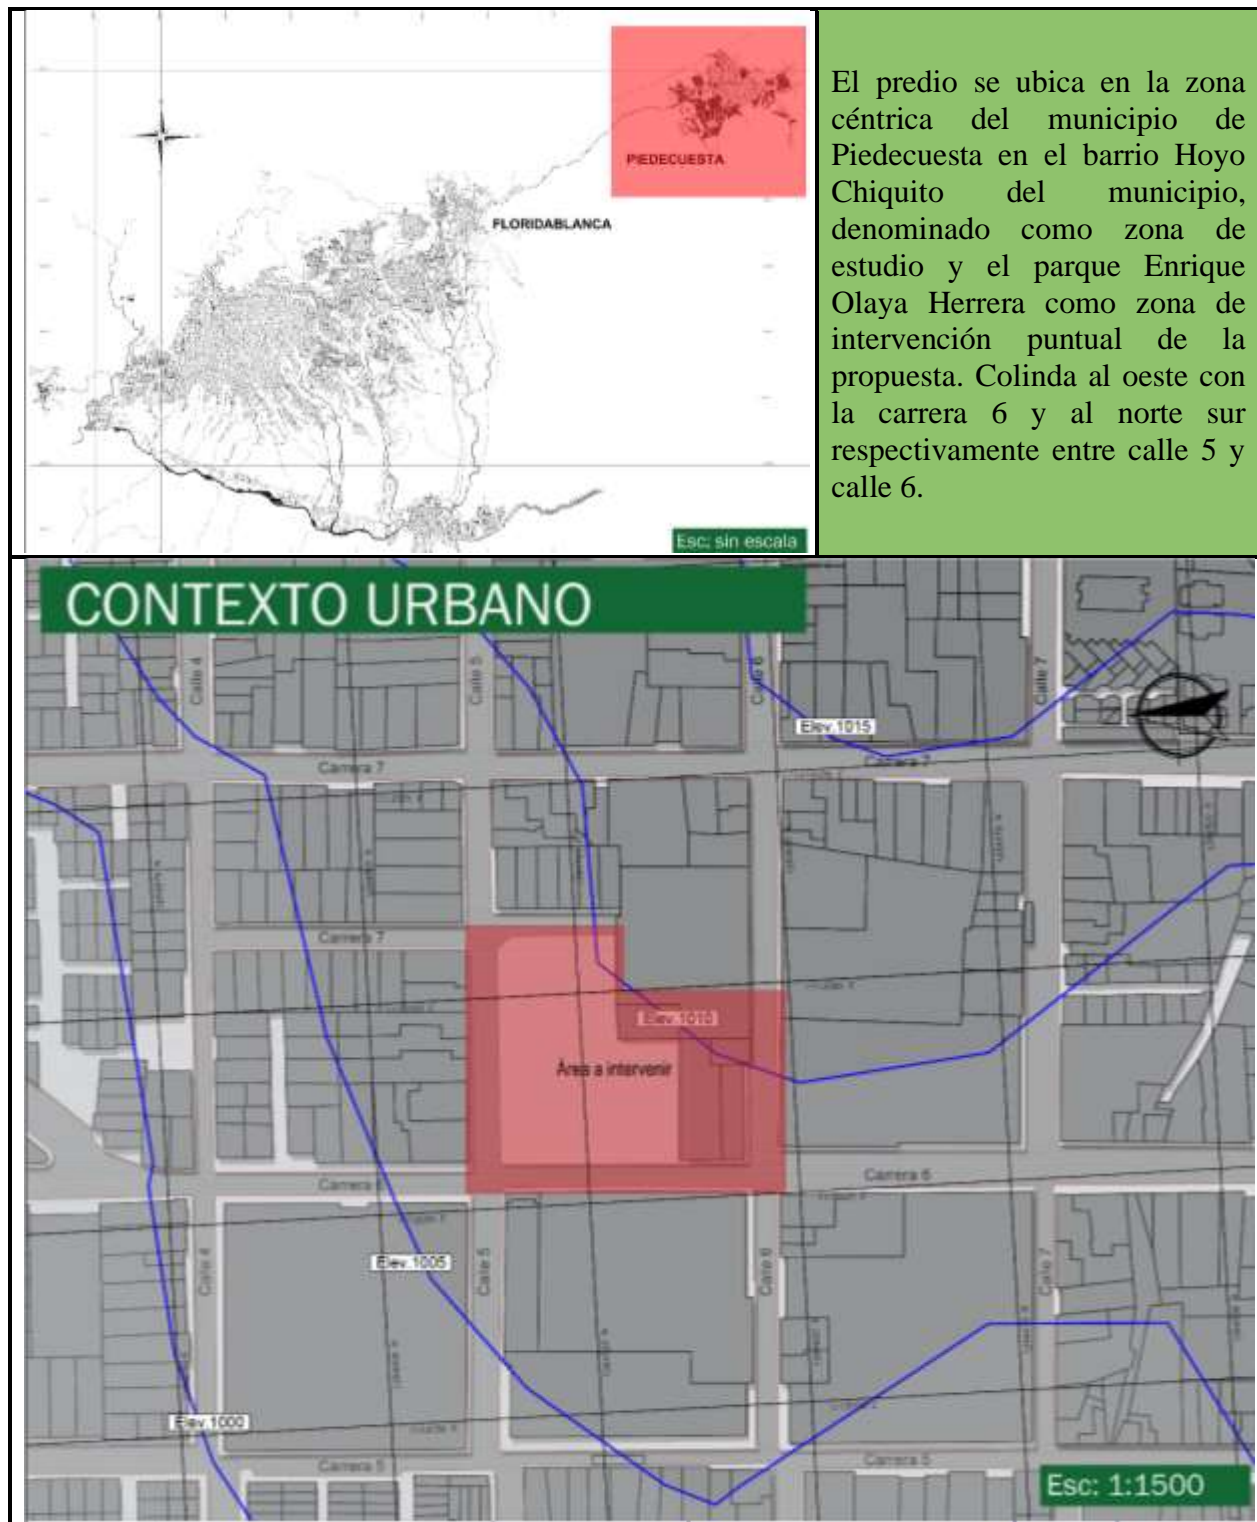 PIEDECUESTA
FLORIDABLANCA
Esc: sin escala
El predio se ubica en la zona
céntrica del municipio de
Piedecuesta en el barrio Hoyo
Chiquito del municipio,
denominado como zona de
estudio y el parque Enrique
Olaya Herrera como zona de
intervención puntual de la
propuesta. Colinda al oeste con
la carrera 6 y al norte sur
respectivamente entre calle 5 y
calle 6.
CONTEXTO URBANO
Calle 4
Calle 5
Calle 6
Calle 7
Elev.1015
Carrera 7
Carrera 7
Carrera 7
Elev.1010
Área a intervenir
Carrera 6
Carrera 6
Calle 4
Elev.1005
Calle 5
Calle 6
Calle 7
Elev.1000
Carrera 5
Carrera 5
Esc: 1:1500